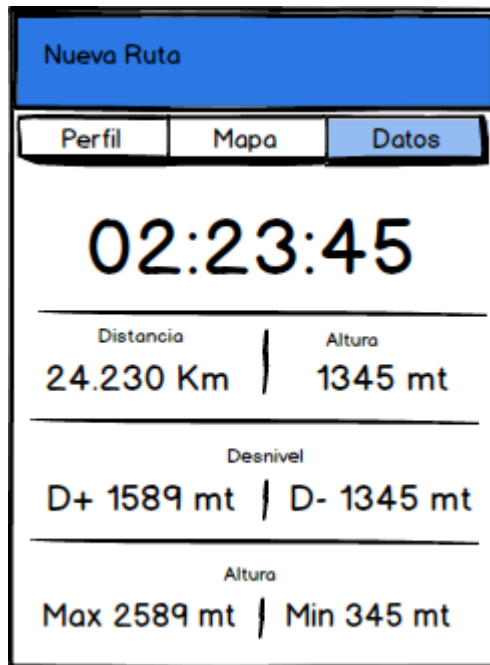 Nueva Ruta
Perfil Mapa Datos
02:23:45
Distancia Altura
24.230 Km 1345 mt
Desnivel
D+ 1589 mt D- 1345 mt
Altura
Max 2589 mt Min 345 mt